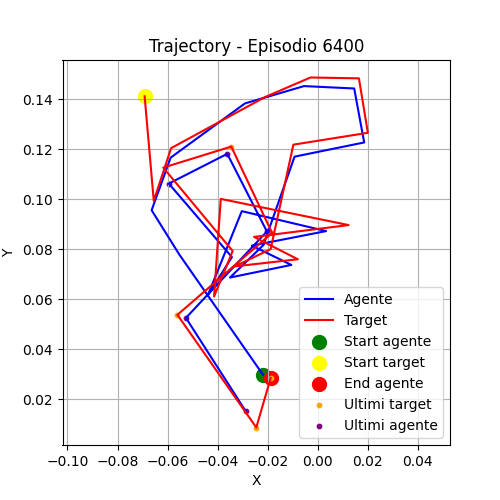 Trajectory - Episodio 6400
Y
0.14
0.12
0.10
0.08
0.06
0.04
0.02
Agente
Target
Start agente
Start target
End agente
Ultimi target
Ultimi agente
−0.10 −0.08 −0.06 −0.04 −0.02 0.00 0.02 0.04
X